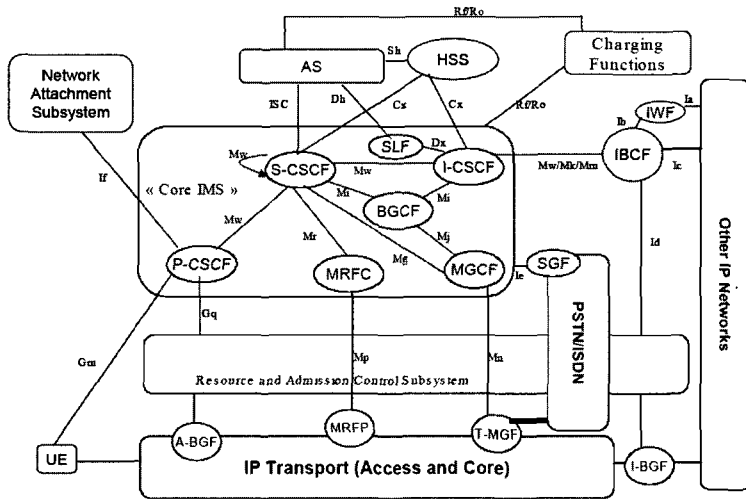 Rf/Ro
AS
Sh
HSS
Charging
Functions
Network
Attachment
Subsystem
ISC
Dh
Cx
Cx
Rf/Ro
Ia
IWF
Ib
Mw
SLF
Dx
S-CSCF
Mw
I-CSCF
Mw/Mk/Mm
IBCF
Ic
If
« Core IMS »
Mi
Mi
BGCF
Mw
Mr
Mj
Mg
Id
P-CSCF
MRFC
MGCF
Ie
SGF
Other IP Networks
PSTN/ISDN
Gq
Gm
Mp
Mn
Resource and Admission Control Subsystem
A-BGF
MRFP
T-MGF
UE
IP Transport (Access and Core)
I-BGF